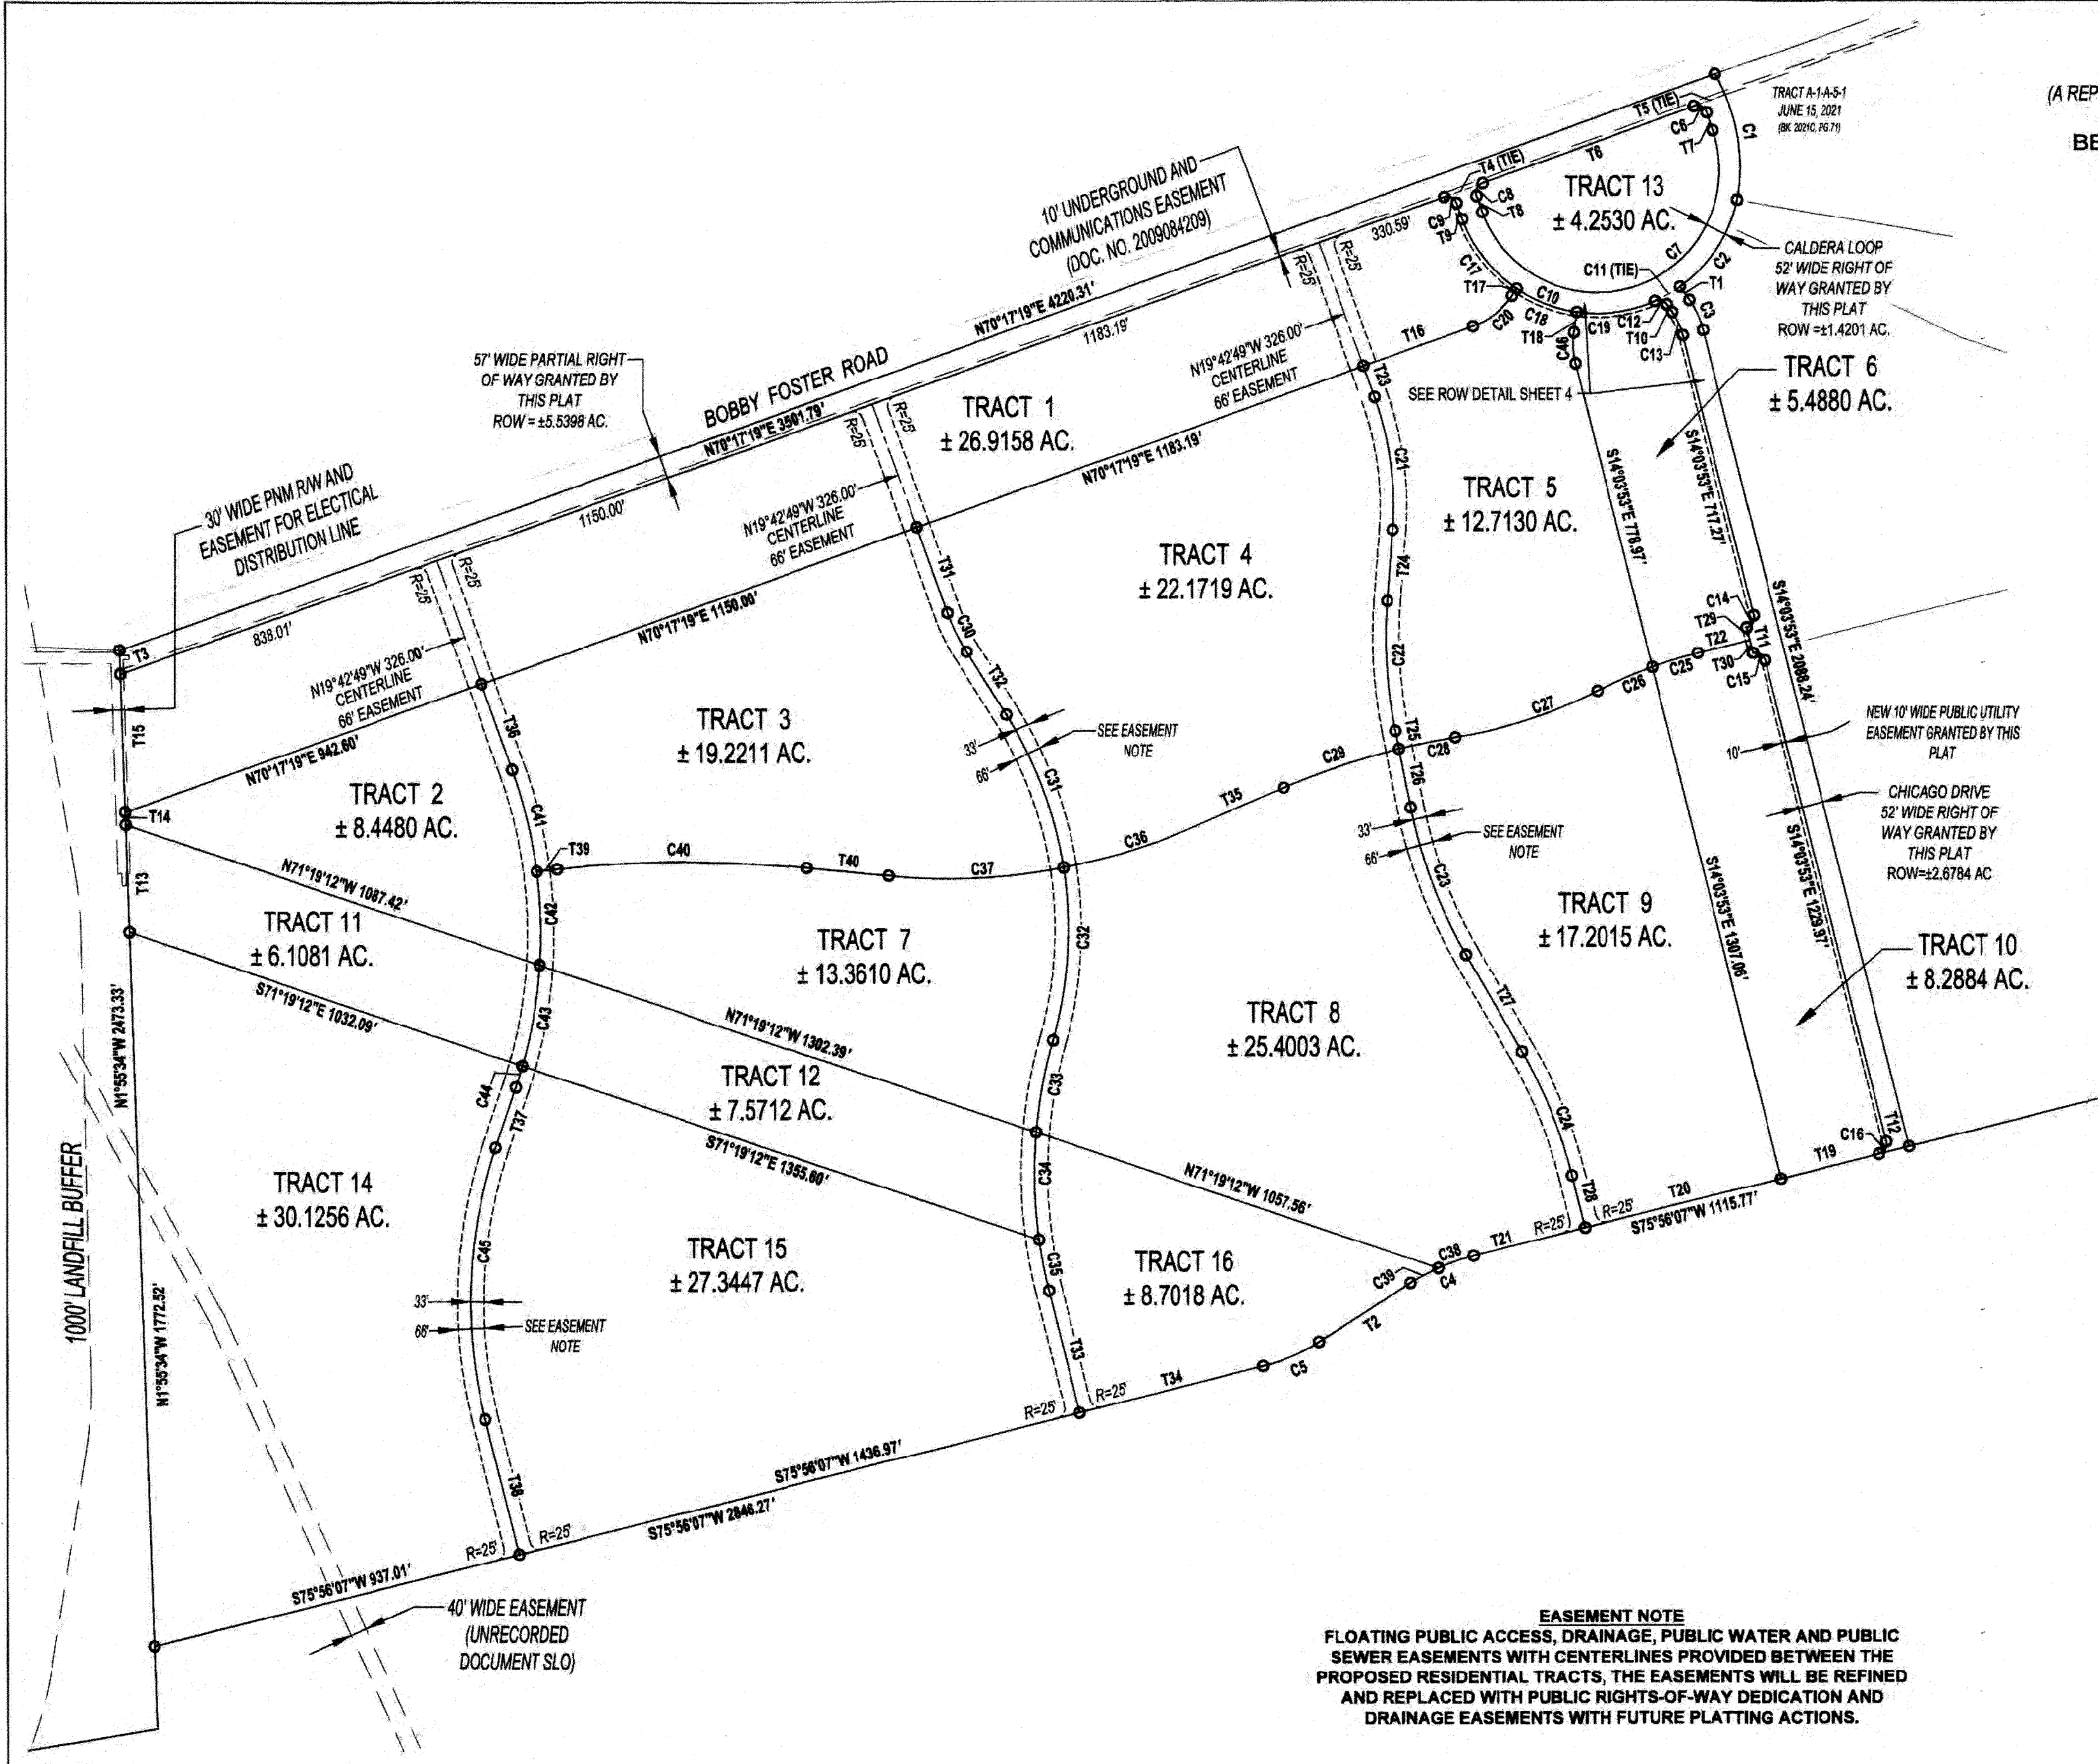 (A REP
BE
TRACT A-1-A-5-1
JUNE 15, 2021
(BK. 2021C, PG.71)
T5 (TIE)
C6
T7
C1
T6
T4 (TIE)
C8
T8
C9
T9
TRACT 13
± 4.2530 AC.
C7
C2
T1
C3
C11 (TIE)
C17
T17
C10
C20
C18
T18
C19
C12
T10
C13
C46
CALDERA LOOP
52' WIDE RIGHT OF
WAY GRANTED BY
THIS PLAT
ROW =±1.4201 AC.
10' UNDERGROUND AND
COMMUNICATIONS EASEMENT
(DOC. NO. 2009084209)
330.59'
R=25'
R=25'
N70°17'19"E 4220.31'
1183.19'
T16
57' WIDE PARTIAL RIGHT
OF WAY GRANTED BY
THIS PLAT
ROW = ±5.5398 AC.
BOBBY FOSTER ROAD
N70°17'19"E 3501.79'
R=25'
R=25'
N19°42'49"W 326.00'
CENTERLINE
66' EASEMENT
T23
SEE ROW DETAIL SHEET 4
TRACT 6
± 5.4880 AC.
TRACT 1
± 26.9158 AC.
N70°17'19"E 1183.19'
30' WIDE PNM R/W AND
EASEMENT FOR ELECTICAL
DISTRIBUTION LINE
1150.00'
N19°42'49"W 326.00'
CENTERLINE
66' EASEMENT
C21
TRACT 5
± 12.7130 AC.
S14°03'53"E 778.97'
S14°03'53"E 717.27'
R=25'
R=25'
838.01'
T3
N70°17'19"E 1150.00'
T31
C30
TRACT 4
± 22.1719 AC.
T24
C22
C14
T29
T11
T22
C25
T30
C15
C26
S14°03'53"E 2088.24'
N19°42'49"W 326.00'
CENTERLINE
66' EASEMENT
T15
N70°17'19"E 942.60'
T36
TRACT 3
± 19.2211 AC.
T32
33'
66'
SEE EASEMENT
NOTE
C27
T25
C28
C29
T26
NEW 10' WIDE PUBLIC UTILITY
EASEMENT GRANTED BY THIS
PLAT
10'
TRACT 2
± 8.4480 AC.
T14
T13
C41
T39
C40
T40
C37
C31
C36
T35
33'
66'
SEE EASEMENT
NOTE
CHICAGO DRIVE
52' WIDE RIGHT OF
WAY GRANTED BY
THIS PLAT
ROW=±2.6784 AC
S14°03'53"E 1229.97'
N71°19'12"W 1087.42'
C42
C23
TRACT 9
± 17.2015 AC.
S14°03'53"E 1307.06'
TRACT 11
± 6.1081 AC.
TRACT 7
± 13.3610 AC.
C32
TRACT 10
± 8.2884 AC.
N1°55'34"W 2473.33'
S71°19'12"E 1032.09'
C43
N71°19'12"W 1302.39'
TRACT 8
± 25.4003 AC.
T27
C44
T37
TRACT 12
± 7.5712 AC.
C33
C24
C16
T12
T19
1000' LANDFILL BUFFER
TRACT 14
± 30.1256 AC.
S71°19'12"E 1355.60'
C34
N71°19'12"W 1057.56'
T28
T20
R=25'
R=25'
S75°56'07"W 1115.77'
T21
C38
C4
C39
C45
TRACT 15
± 27.3447 AC.
C35
TRACT 16
± 8.7018 AC.
N1°55'34"W 1772.52'
33'
66'
SEE EASEMENT
NOTE
T2
C5
T33
T34
R=25'
R=25'
T38
S75°56'07"W 1436.97'
S75°56'07"W 2846.27'
R=25'
R=25'
S75°56'07"W 937.01'
40' WIDE EASEMENT
(UNRECORDED
DOCUMENT SLO)
EASEMENT NOTE
FLOATING PUBLIC ACCESS, DRAINAGE, PUBLIC WATER AND PUBLIC
SEWER EASEMENTS WITH CENTERLINES PROVIDED BETWEEN THE
PROPOSED RESIDENTIAL TRACTS, THE EASEMENTS WILL BE REFINED
AND REPLACED WITH PUBLIC RIGHTS-OF-WAY DEDICATION AND
DRAINAGE EASEMENTS WITH FUTURE PLATTING ACTIONS.